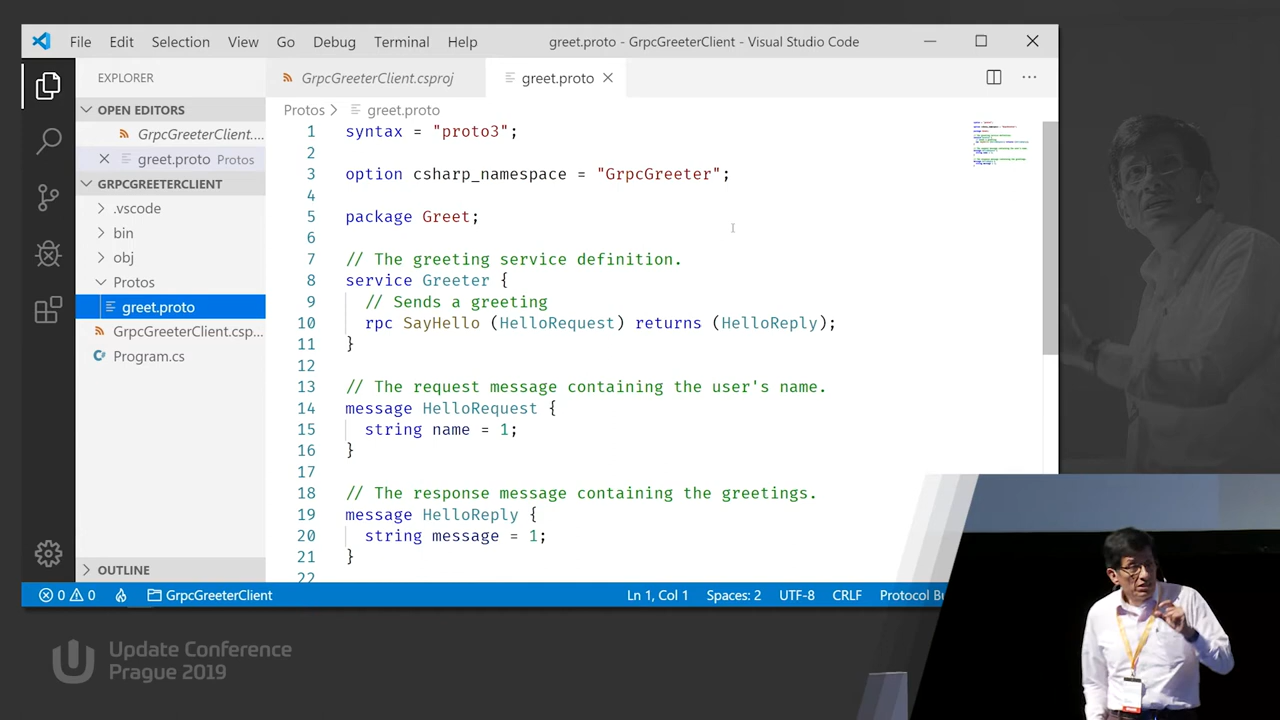 File Edit Selection View Go Debug Terminal Help greet.proto - GrpcGreeterClient - Visual Studio Code
EXPLORER
OPEN EDITORS
GrpcGreeterClient....
greet.proto Protos
GRPCGREETERCLIENT
.vscode
bin
obj
Protos
greet.proto
GrpcGreeterClient.csp...
Program.cs
OUTLINE
GrpcGreeterClient.csproj greet.proto
Protos greet.proto
1 syntax = "proto3";
2
3 option csharp_namespace = "GrpcGreeter";
4
5 package Greet;
6
7 // The greeting service definition.
8 service Greeter {
9 // Sends a greeting
10 rpc SayHello (HelloRequest) returns (HelloReply);
11 }
12
13 // The request message containing the user's name.
14 message HelloRequest {
15 string name = 1;
16 }
17
18 // The response message containing the greetings.
19 message HelloReply {
20 string message = 1;
21 }
22
0 0 GrpcGreeterClient Ln 1, Col 1 Spaces: 2 UTF-8 CRLF Protocol Bu
Update Conference
Prague 2019